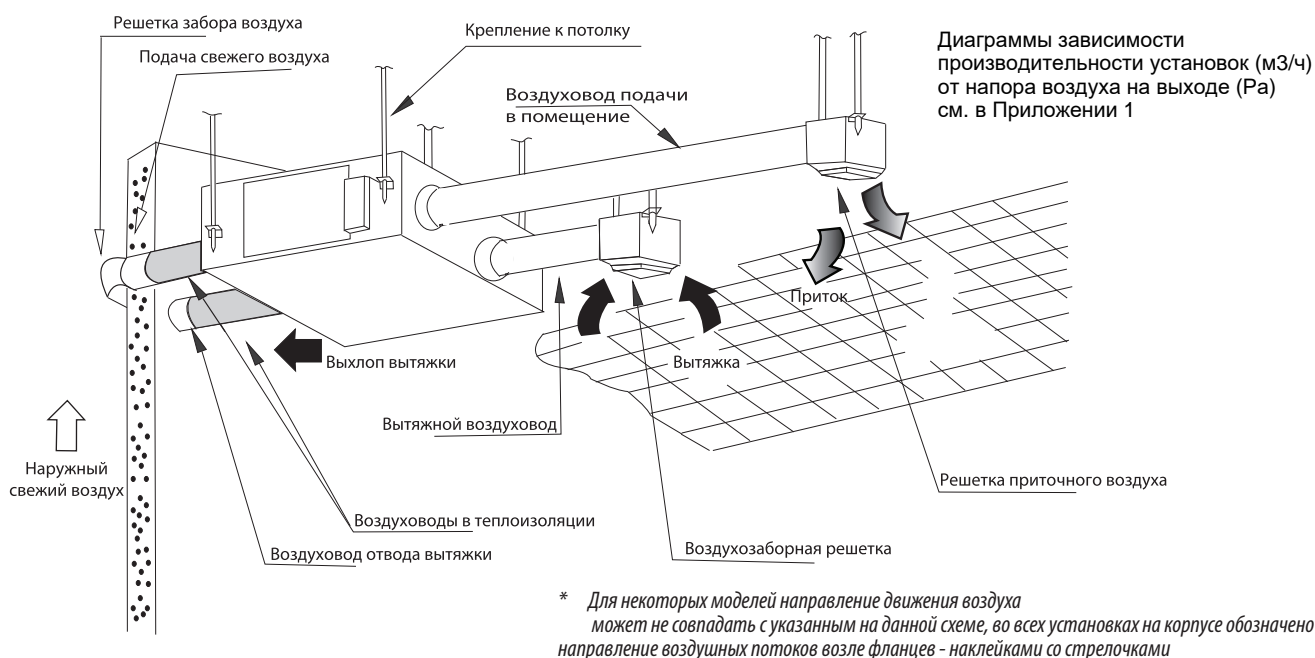 Решетка забора воздуха
Подача свежего воздуха
Крепление к потолку
Воздуховод подачи
в помещение
Диаграммы зависимости
производительности установок (м3/ч)
от напора воздуха на выходе (Pa)
см. в Приложении 1
Приток
Выхлоп вытяжки
Вытяжка
Вытяжной воздуховод
Наружный
свежий воздух
Решетка приточного воздуха
Воздуховоды в теплоизоляции
Воздуховод отвода вытяжки
Воздухозаборная решетка
* Для некоторых моделей направление движения воздуха
может не совпадать с указанным на данной схеме, во всех установках на корпусе обозначено
направление воздушных потоков возле фланцев - наклейками со стрелочками